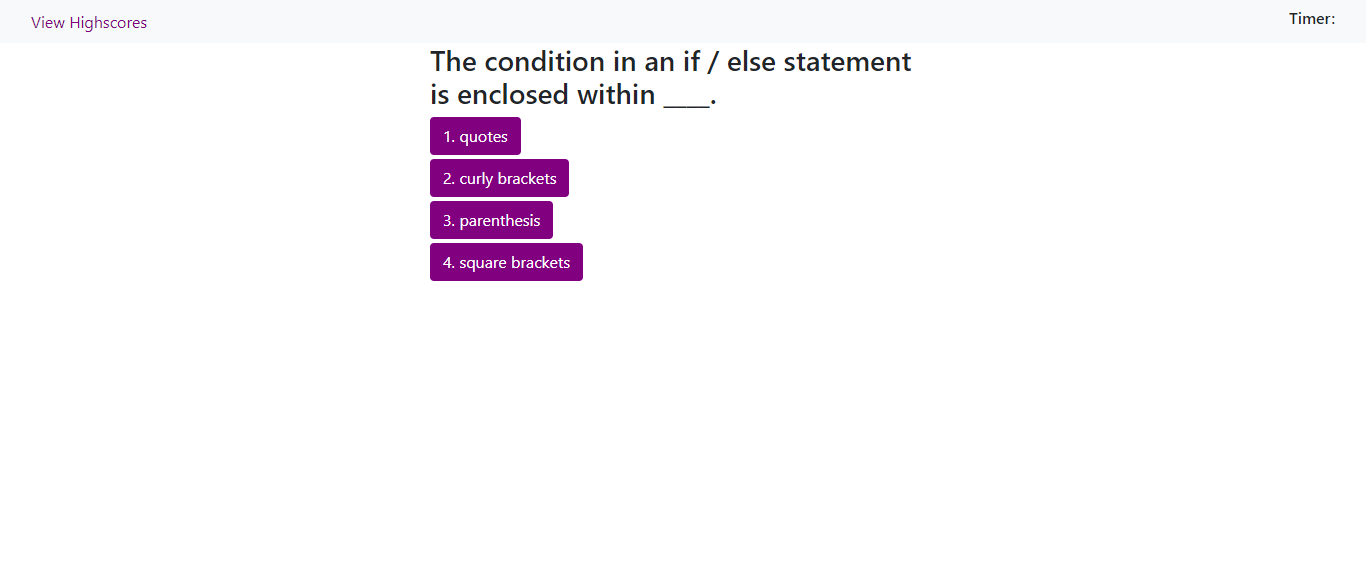 View Highscores
Timer:
The condition in an if / else statement
is enclosed within ____.
1. quotes
2. curly brackets
3. parenthesis
4. square brackets